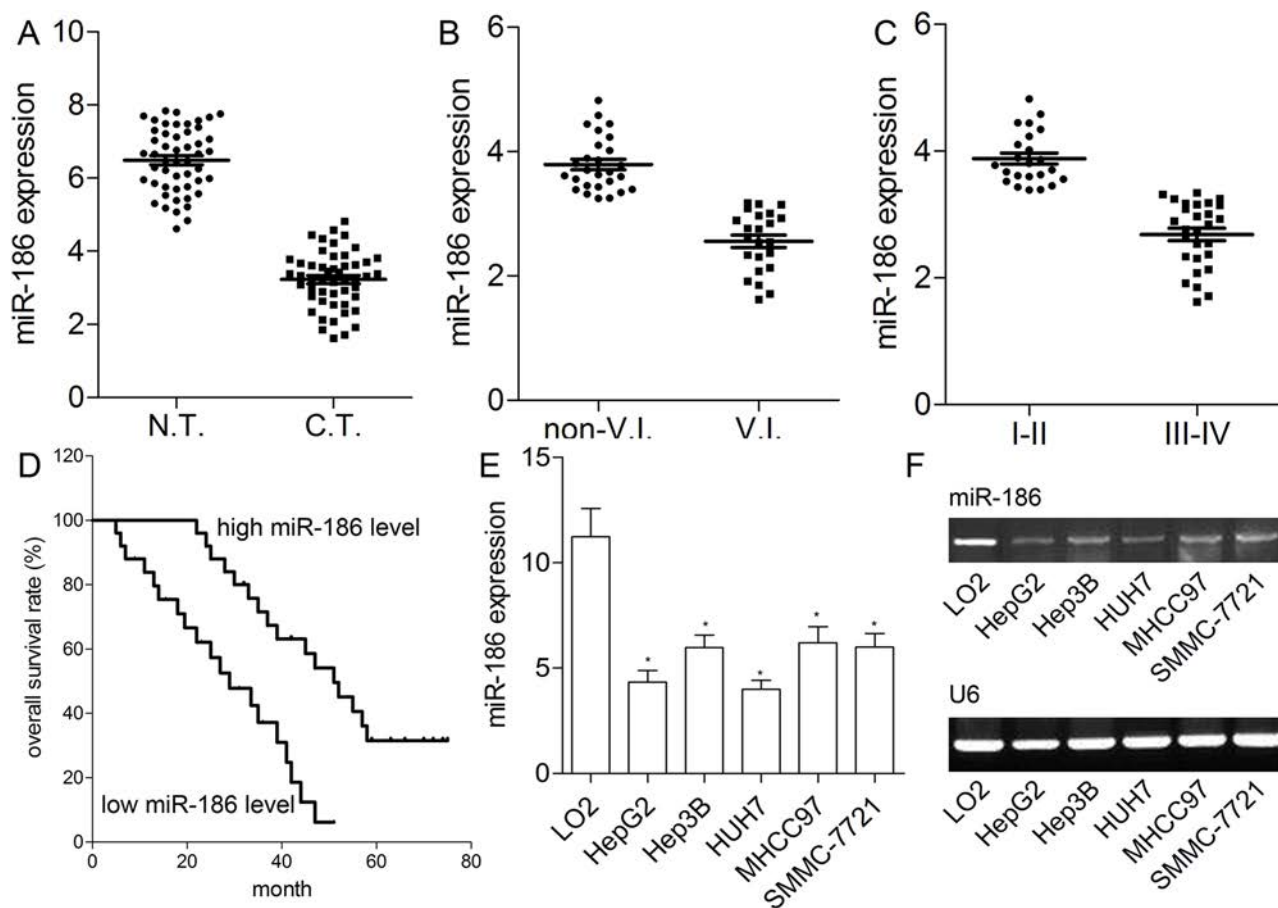 A
miR-186 expression
10
8
6
4
2
0
N.T.
C.T.
B
miR-186 expression
6
4
2
0
non-V.I.
V.I.
C
miR-186 expression
6
4
2
0
I-II
III-IV
D
overall survival rate (%)
120
100
80
60
40
20
0
high miR-186 level
low miR-186 level
0
20
40
60
80
month
E
miR-186 expression
15
10
5
0
*
*
*
*
*
LO2
HepG2
Hep3B
HUH7
MHCC97
SMMC-7721
F
miR-186
LO2
HepG2
Hep3B
HUH7
MHCC97
SMMC-7721
U6
LO2
HepG2
Hep3B
HUH7
MHCC97
SMMC-7721